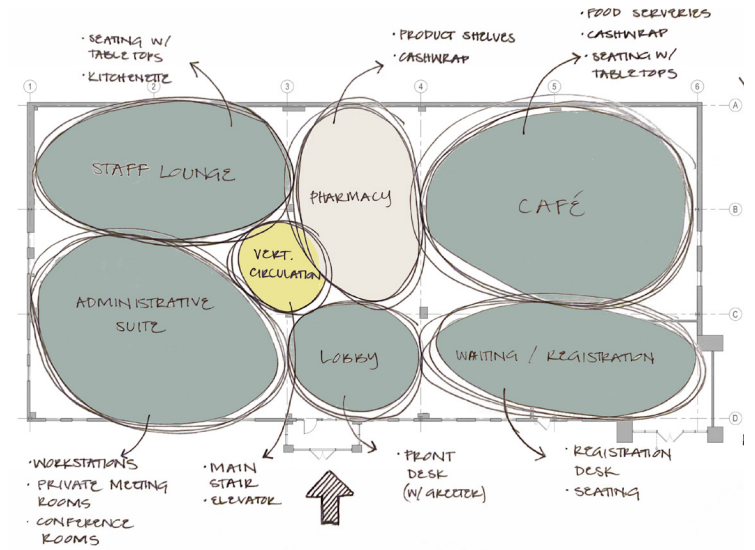 · FOOD SERVERIES
· CASHWRAP
· SEATING W/
TABLETOPS
· SEATING W/
TABLETOPS
· KITCHENETTE
· PRODUCT SHELVES
· CASHWRAP
1
2
3
4
5
6
A
STAFF LOUNGE
PHARMACY
CAFÉ
B
VERT.
CIRCULATION
ADMINISTRATIVE
SUITE
C
LOBBY
WAITING / REGISTRATION
D
· WORKSTATIONS
· PRIVATE MEETING
ROOMS
· CONFERENCE
ROOMS
· MAIN
STAIR
· ELEVATOR
· FRONT
DESK
(W/ GREETER)
· REGISTRATION
DESK
· SEATING